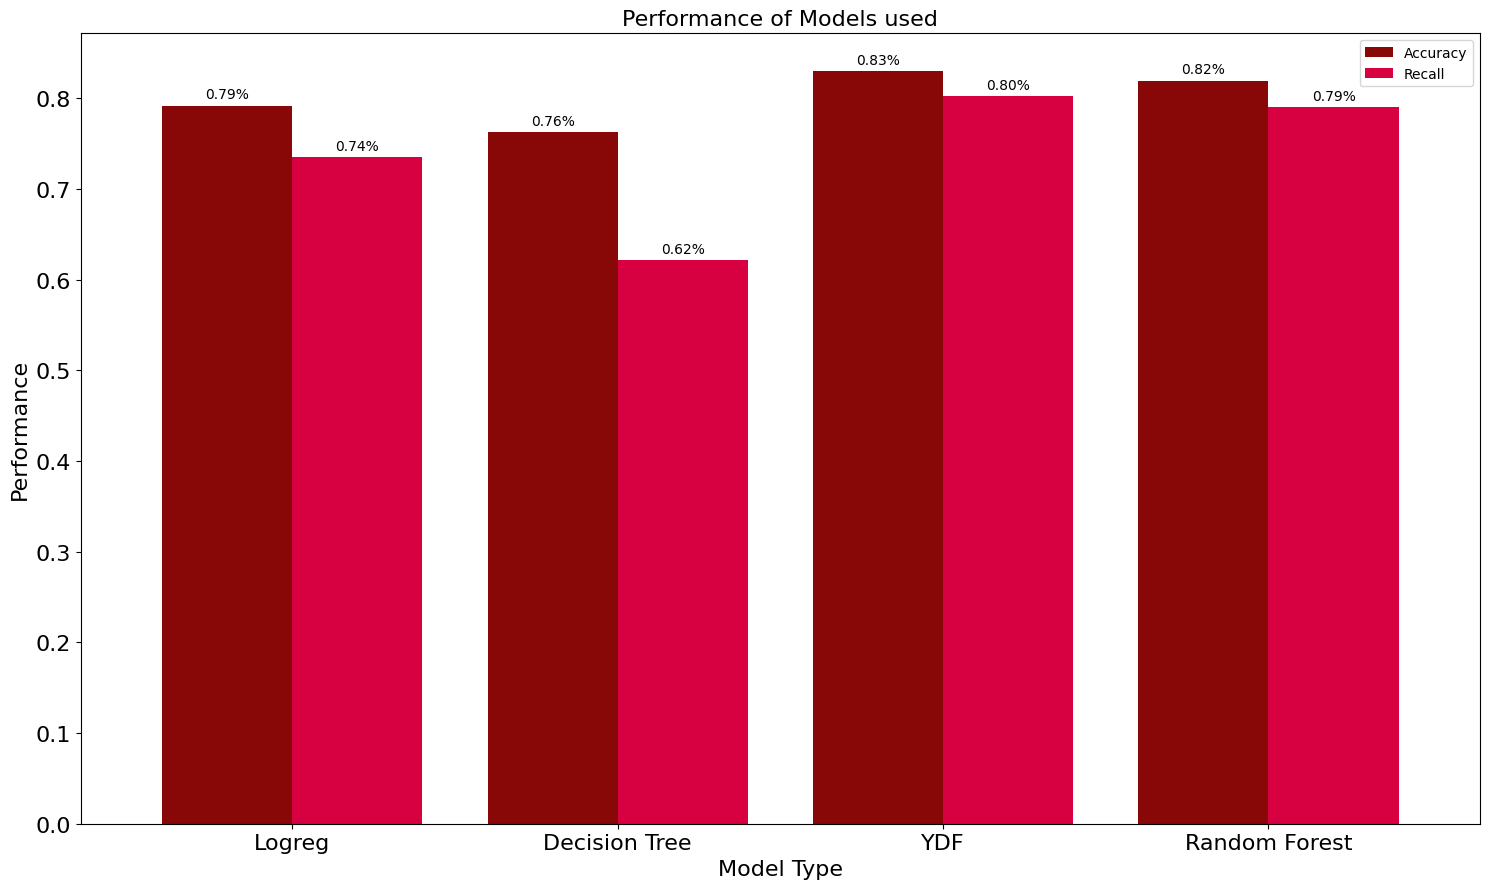 Performance of Models used
Accuracy
Recall
0.79%
0.74%
0.76%
0.62%
0.83%
0.80%
0.82%
0.79%
Performance
0.8
0.7
0.6
0.5
0.4
0.3
0.2
0.1
0.0
Logreg
Decision Tree
YDF
Random Forest
Model Type